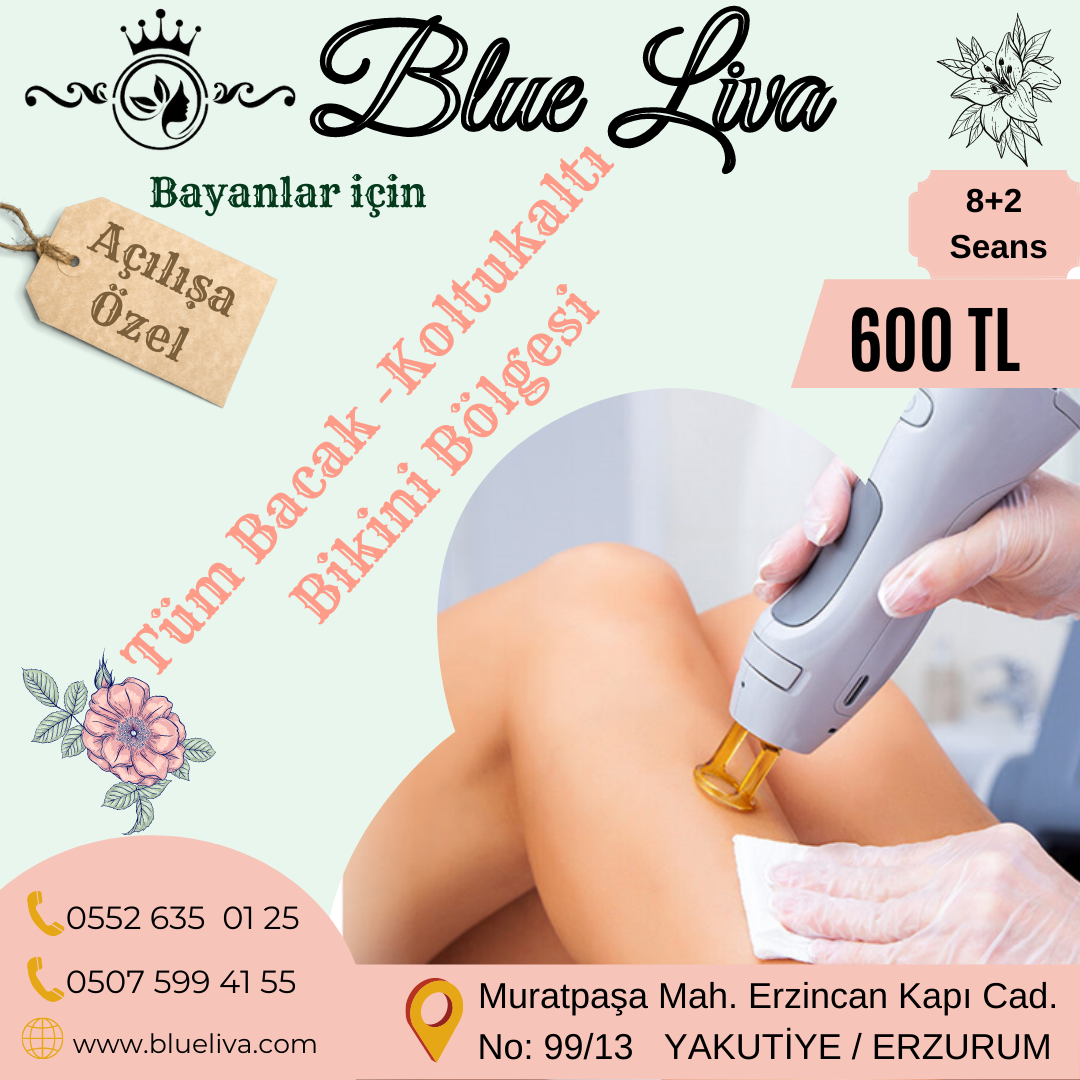 Blue Liva
Bayanlar için
Açılışa
Özel
8+2
Seans
600 TL
Tüm Bacak -Koltukaltı
Bikini Bölgesi
0552 635  01 25
0507 599 41 55
www.blueliva.com
Muratpaşa Mah. Erzincan Kapı Cad.
No: 99/13   YAKUTİYE / ERZURUM